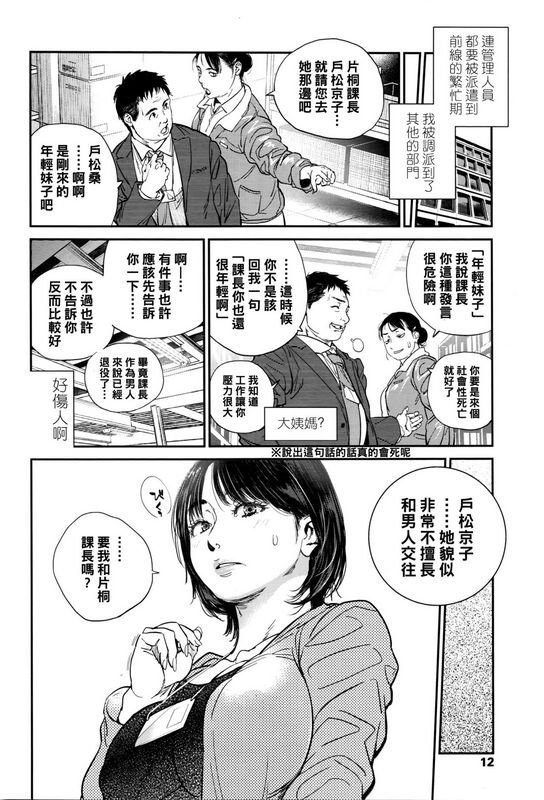 連管理人員
都要被派遣到
前線的繁忙期
我被調派到了
其他的部門
片桐課長
戶松京子…
就請您去
她那邊吧
戶松桑
……啊啊
是剛來的
年輕妹子吧
「年輕妹子」
我說課長
你這種發言
很危險啊
你要是來個
社會性死亡
就好了
……這時候
你不是該
回我一句
「課長你也還
很年輕啊」
我知道
工作讓你
壓力很大
大姨媽?
※說出這句話的話真的會死呢
啊——
有件事也許
應該先告訴
你一下……
不過也許
不告訴你
反而比較好
畢竟課長
作為男人
來說已經
退役了…
好傷人啊
戶松京子
……她貌似
非常不擅長
和男人交往
びくっ
……
要我和片桐
課長嗎?
12